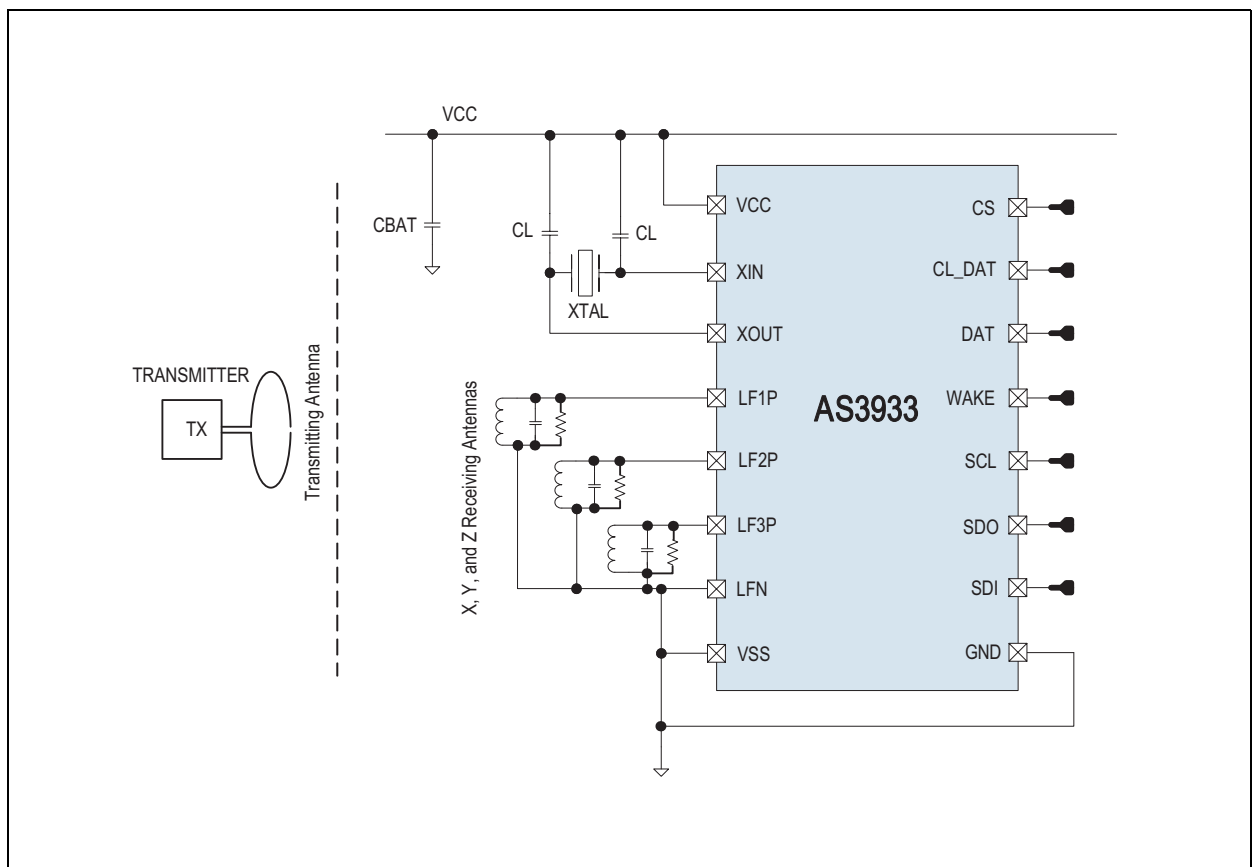 VCC
CBAT
CL
CL
XTAL
TRANSMITTER
TX
Transmitting Antenna
X, Y, and Z Receiving Antennas
AS3933
VCC
XIN
XOUT
LF1P
LF2P
LF3P
LFN
VSS
CS
CL_DAT
DAT
WAKE
SCL
SDO
SDI
GND